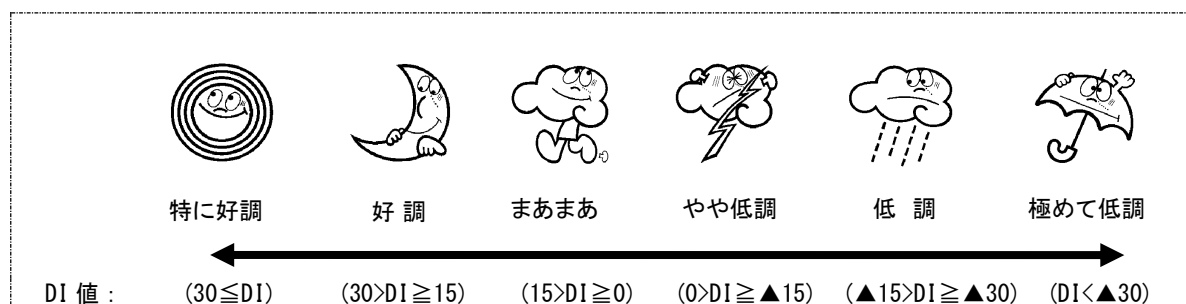 特に好調 好 調 まあまあ やや低調 低 調 極めて低調
DI 値： (30≦DI) (30>DI≧15) (15>DI≧0) (0>DI≧▲15) (▲15>DI≧▲30) (DI<▲30)